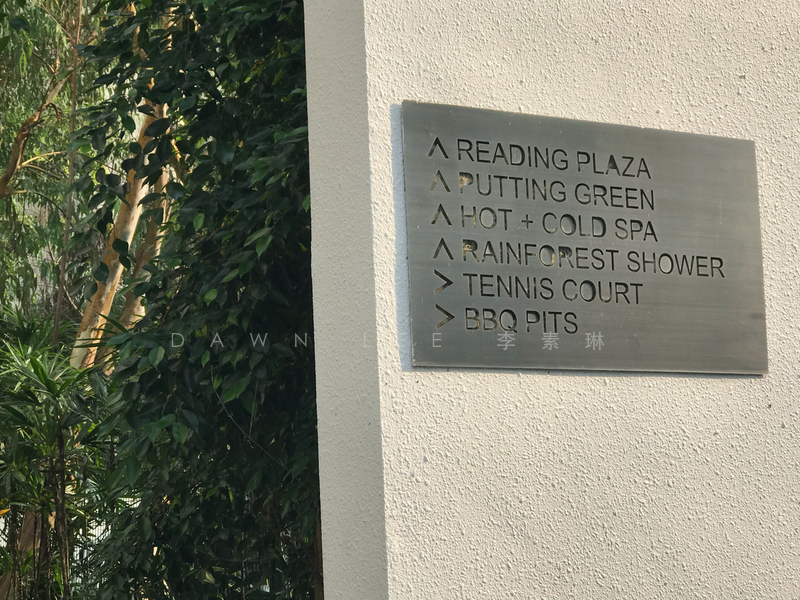 ∧ READING PLAZA
∧ PUTTING GREEN
∧ HOT + COLD SPA
∧ RAINFOREST SHOWER
> TENNIS COURT
> BBQ PITS
DAWN LEE 李素琳